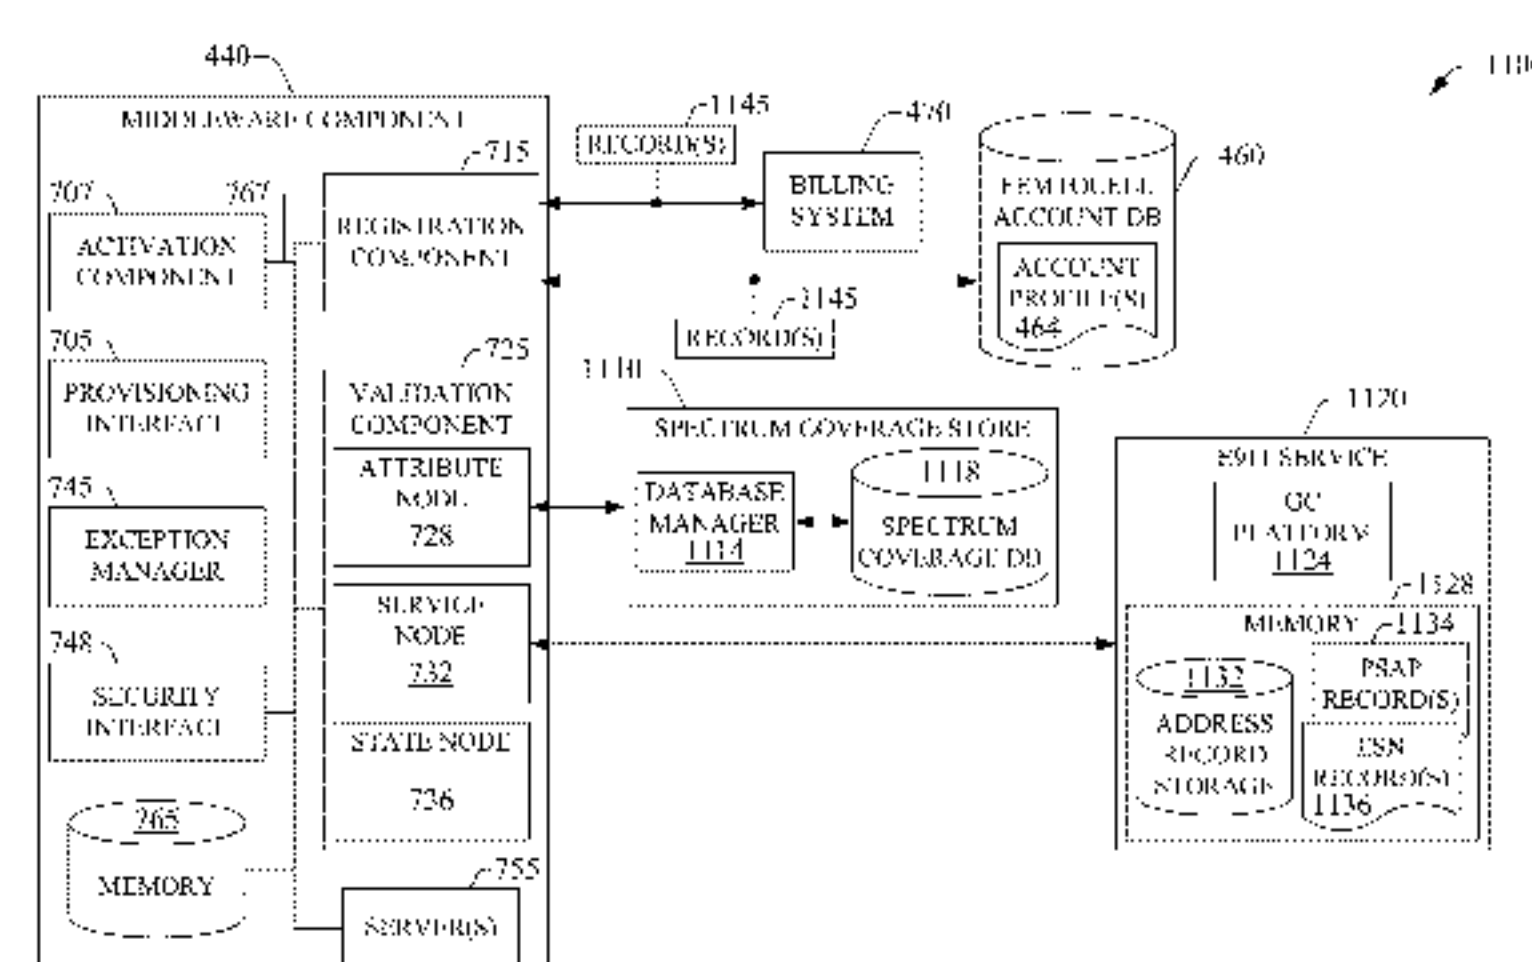 440
MIDDLEWARE COMPONENT
707
767
ACTIVATION
COMPONENT
705
PROVISIONING
INTERFACE
745
EXCEPTION
MANAGER
748
SECURITY
INTERFACE
765
MEMORY
715
REGISTRATION
COMPONENT
725
VALIDATION
COMPONENT
ATTRIBUTE
NODE
728
SERVICE
NODE
732
STATE NODE
736
755
SERVER(S)
1145
RECORD(S)
470
BILLING
SYSTEM
1145
RECORD(S)
460
FEMTOCELL
ACCOUNT DB
ACCOUNT
PROFILE(S)
464
1110
SPECTRUM COVERAGE STORE
DATABASE
MANAGER
1114
1118
SPECTRUM
COVERAGE DB
1120
E911 SERVICE
GC
PLATFORM
1124
1128
MEMORY
1134
1132
ADDRESS
RECORD
STORAGE
PSAP
RECORD(S)
ESN
RECORD(S)
1136